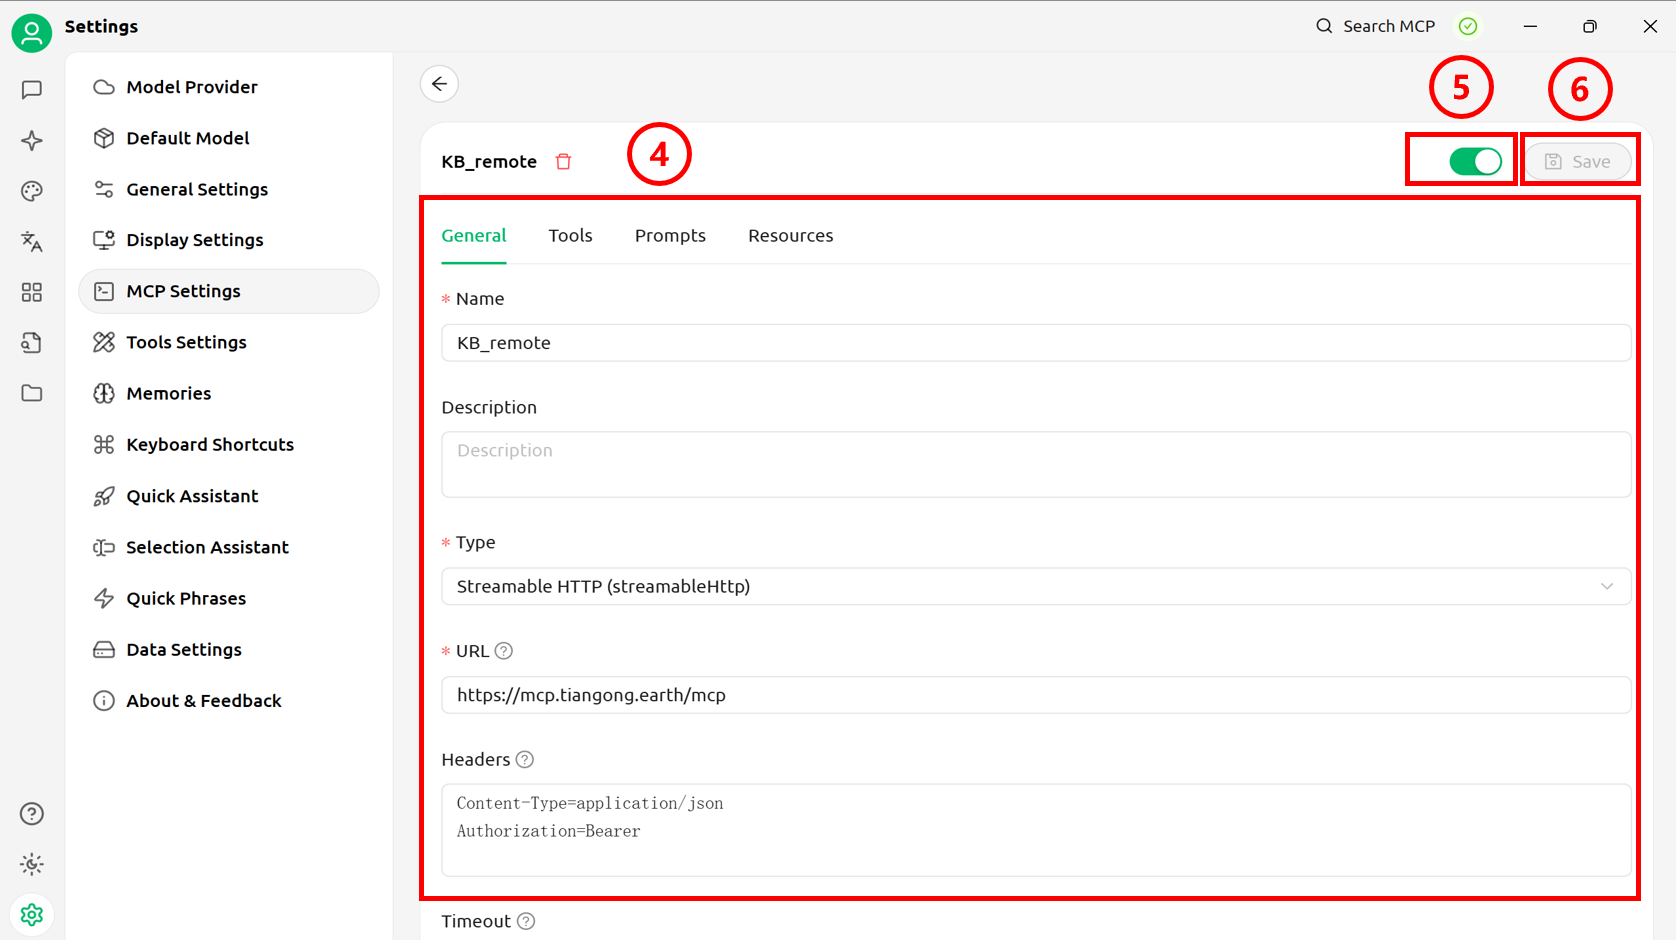 Settings
Search MCP
Model Provider
Default Model
General Settings
Display Settings
MCP Settings
Tools Settings
Memories
Keyboard Shortcuts
Quick Assistant
Selection Assistant
Quick Phrases
Data Settings
About & Feedback
5
6
KB_remote
4
Save
General
Tools
Prompts
Resources
* Name
KB_remote
Description
Description
* Type
Streamable HTTP (streamableHttp)
* URL
https://mcp.tiangong.earth/mcp
Headers
Content-Type=application/json
Authorization=Bearer
Timeout